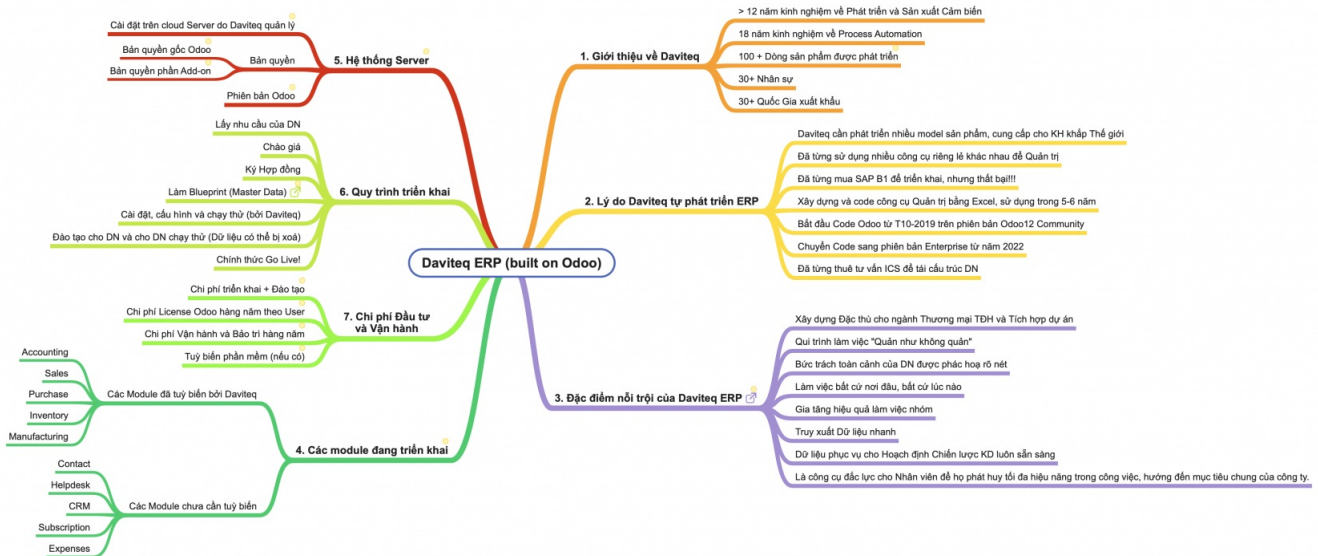 Daviteq ERP (built on Odoo)
1. Giới thiệu về Daviteq
> 12 năm kinh nghiệm về Phát triển và Sản xuất Cảm biến
18 năm kinh nghiệm về Process Automation
100 + Dòng sản phẩm được phát triển
30+ Nhân sự
30+ Quốc Gia xuất khẩu
2. Lý do Daviteq tự phát triển ERP
Daviteq cần phát triển nhiều model sản phẩm, cung cấp cho KH khắp Thế giới
Đã từng sử dụng nhiều công cụ riêng lẻ khác nhau để Quản trị
Đã từng mua SAP B1 để triển khai, nhưng thất bại!!!
Xây dựng và code công cụ Quản trị bằng Excel, sử dụng trong 5-6 năm
Bắt đầu Code Odoo từ T10-2019 trên phiên bản Odoo12 Community
Chuyển Code sang phiên bản Enterprise từ năm 2022
Đã từng thuê tư vấn ICS để tái cấu trúc DN
3. Đặc điểm nổi trội của Daviteq ERP
Xây dựng Đặc thù cho ngành Thương mại TĐH và Tích hợp dự án
Qui trình làm việc "Quản như không quản"
Bức trách toàn cảnh của DN được phác hoạ rõ nét
Làm việc bất cứ nơi đâu, bất cứ lúc nào
Gia tăng hiệu quả làm việc nhóm
Truy xuất Dữ liệu nhanh
Dữ liệu phục vụ cho Hoạch định Chiến lược KD luôn sẵn sàng
Là công cụ đắc lực cho Nhân viên để họ phát huy tối đa hiệu năng trong công việc, hướng đến mục tiêu chung của công ty.
4. Các module đang triển khai
Các Module đã tuỳ biến bởi Daviteq
Accounting
Sales
Purchase
Inventory
Manufacturing
Các Module chưa cần tuỳ biến
Contact
Helpdesk
CRM
Subscription
Expenses
5. Hệ thống Server
Cài đặt trên cloud Server do Daviteq quản lý
Bản quyền
Bản quyền gốc Odoo
Bản quyền phần Add-on
Phiên bản Odoo
6. Quy trình triển khai
Lấy nhu cầu của DN
Chào giá
Ký Hợp đồng
Làm Blueprint (Master Data)
Cài đặt, cấu hình và chạy thử (bởi Daviteq)
Đào tạo cho DN và cho DN chạy thử (Dữ liệu có thể bị xoá)
Chính thức Go Live!
7. Chi phí Đầu tư
và Vận hành
Chi phí triển khai + Đào tạo
Chi phí License Odoo hàng năm theo User
Chi phí Vận hành và Bảo trì hàng năm
Tuỳ biến phần mềm (nếu có)